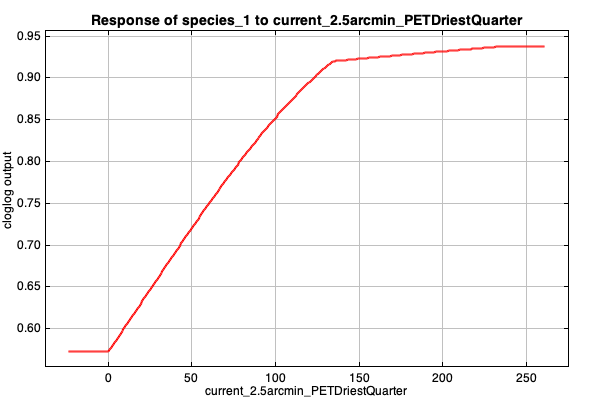 Response of species_1 to current_2.5arcmin_PETDriestQuarter
0.95
0.90
0.85
0.80
0.75
0.70
0.65
0.60
cloglog output
0 50 100 150 200 250
current_2.5arcmin_PETDriestQuarter